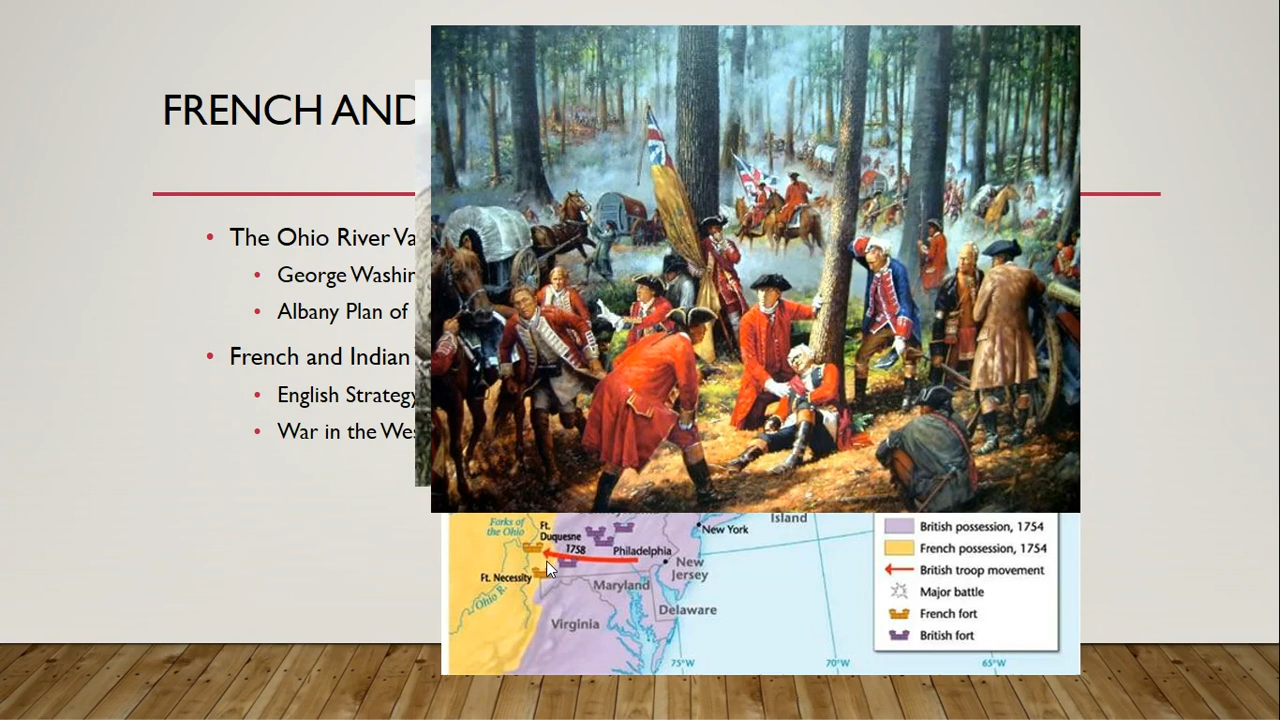 FRENCH AND
The Ohio River Va
George Washin
Albany Plan of
French and Indian
English Strategy
War in the Wes
Forks of
the Ohio
Ft.
Duquesne
1758
Philadelphia
New York
Island
New
Jersey
Ft. Necessity
Maryland
Ohio R.
Delaware
Virginia
75°W
70°W
65°W
British possession, 1754
French possession, 1754
British troop movement
Major battle
French fort
British fort